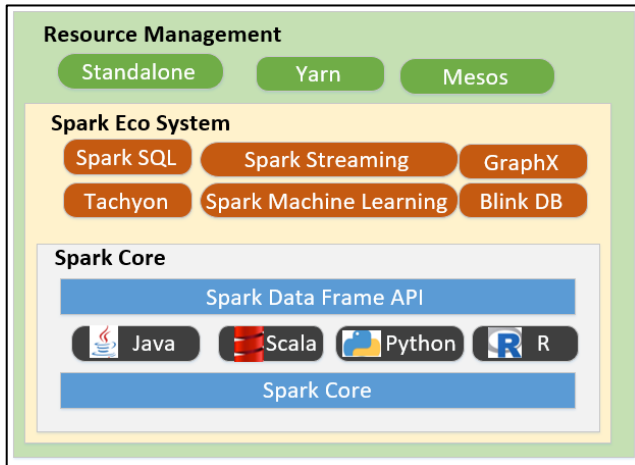 Resource Management
Standalone Yarn Mesos
Spark Eco System
Spark SQL Spark Streaming GraphX
Tachyon Spark Machine Learning Blink DB
Spark Core
Spark Data Frame API
Java Scala Python R
Spark Core